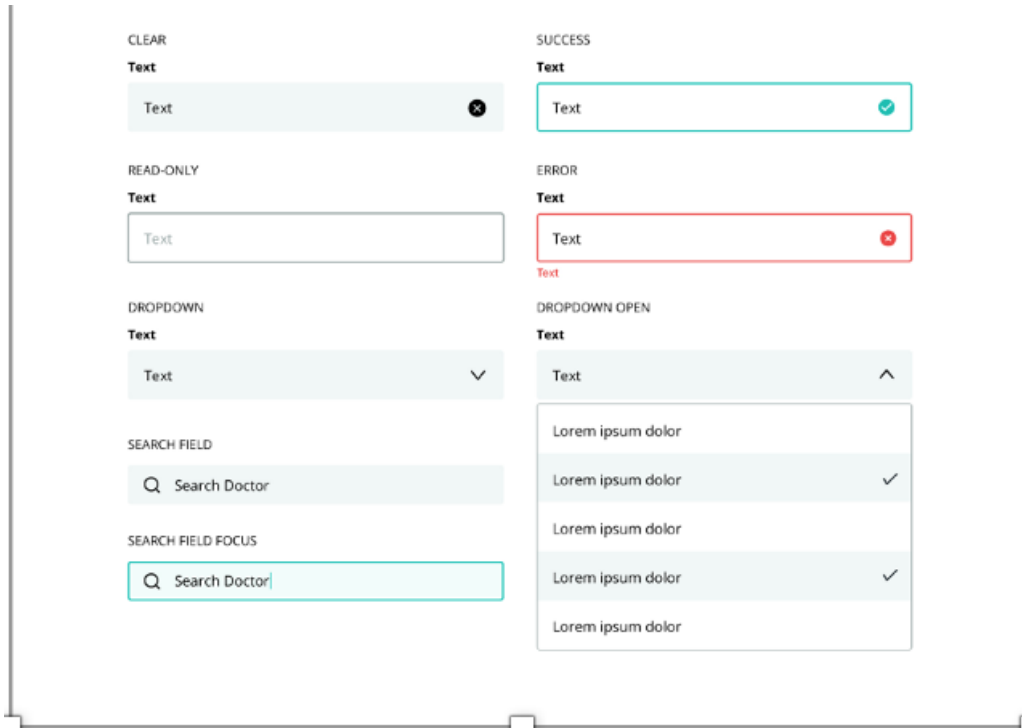 CLEAR
Text
Text
SUCCESS
Text
Text
READ-ONLY
Text
Text
ERROR
Text
Text
Text
DROPDOWN
Text
Text
DROPDOWN OPEN
Text
Text
Lorem ipsum dolor
Lorem ipsum dolor
Lorem ipsum dolor
Lorem ipsum dolor
Lorem ipsum dolor
SEARCH FIELD
Search Doctor
SEARCH FIELD FOCUS
Search Doctor